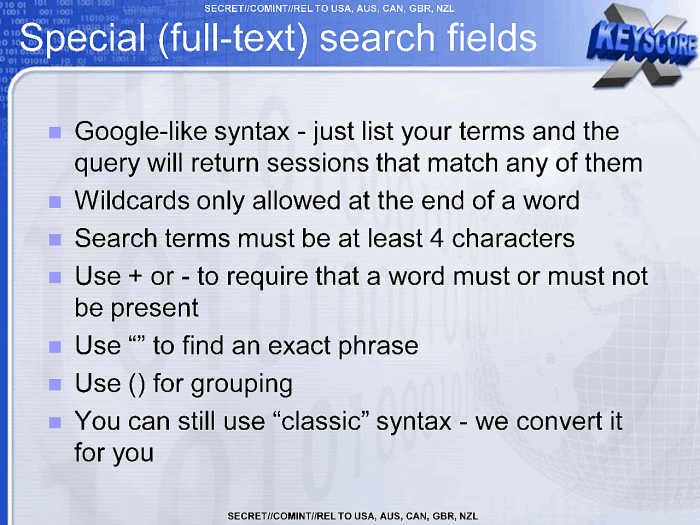 SECRET//COMINT//REL TO USA, AUS, CAN, GBR, NZL
Special (full-text) search fields
KEYSCORE
X
Google-like syntax - just list your terms and the
query will return sessions that match any of them
Wildcards only allowed at the end of a word
Search terms must be at least 4 characters
Use + or - to require that a word must or must not
be present
Use “” to find an exact phrase
Use () for grouping
You can still use “classic” syntax - we convert it
for you
SECRET//COMINT//REL TO USA, AUS, CAN, GBR, NZL